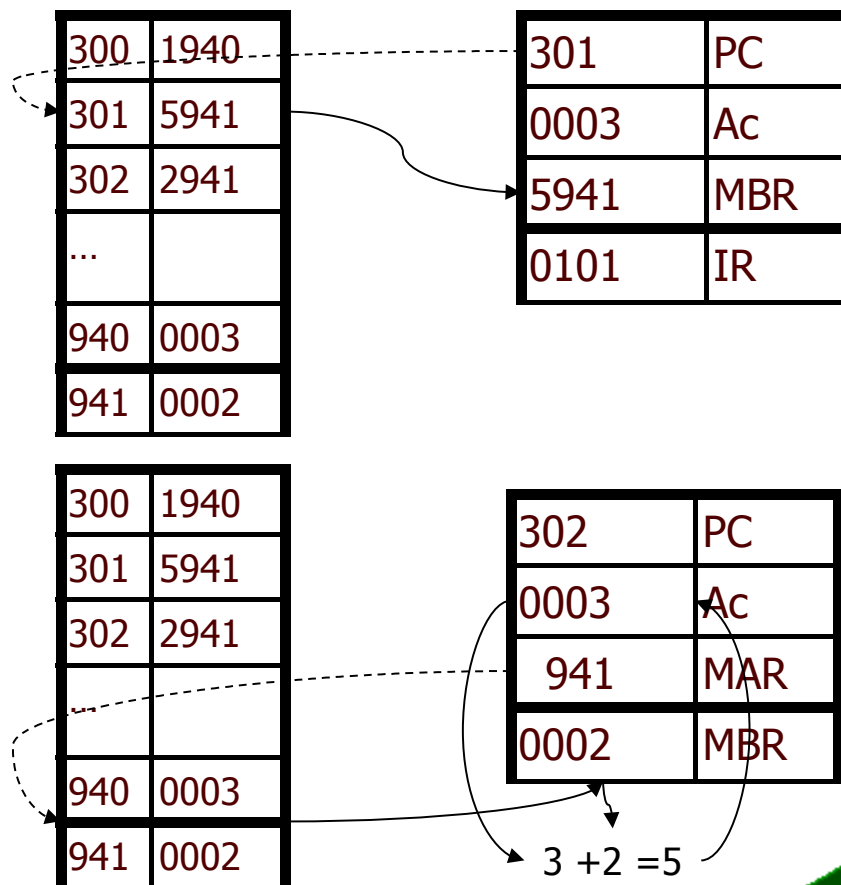 300 1940
301 5941
302 2941
...
940 0003
941 0002
301 PC
0003 Ac
5941 MBR
0101 IR
300 1940
301 5941
302 2941
...
940 0003
941 0002
302 PC
0003 Ac
941 MAR
0002 MBR
3 +2 =5